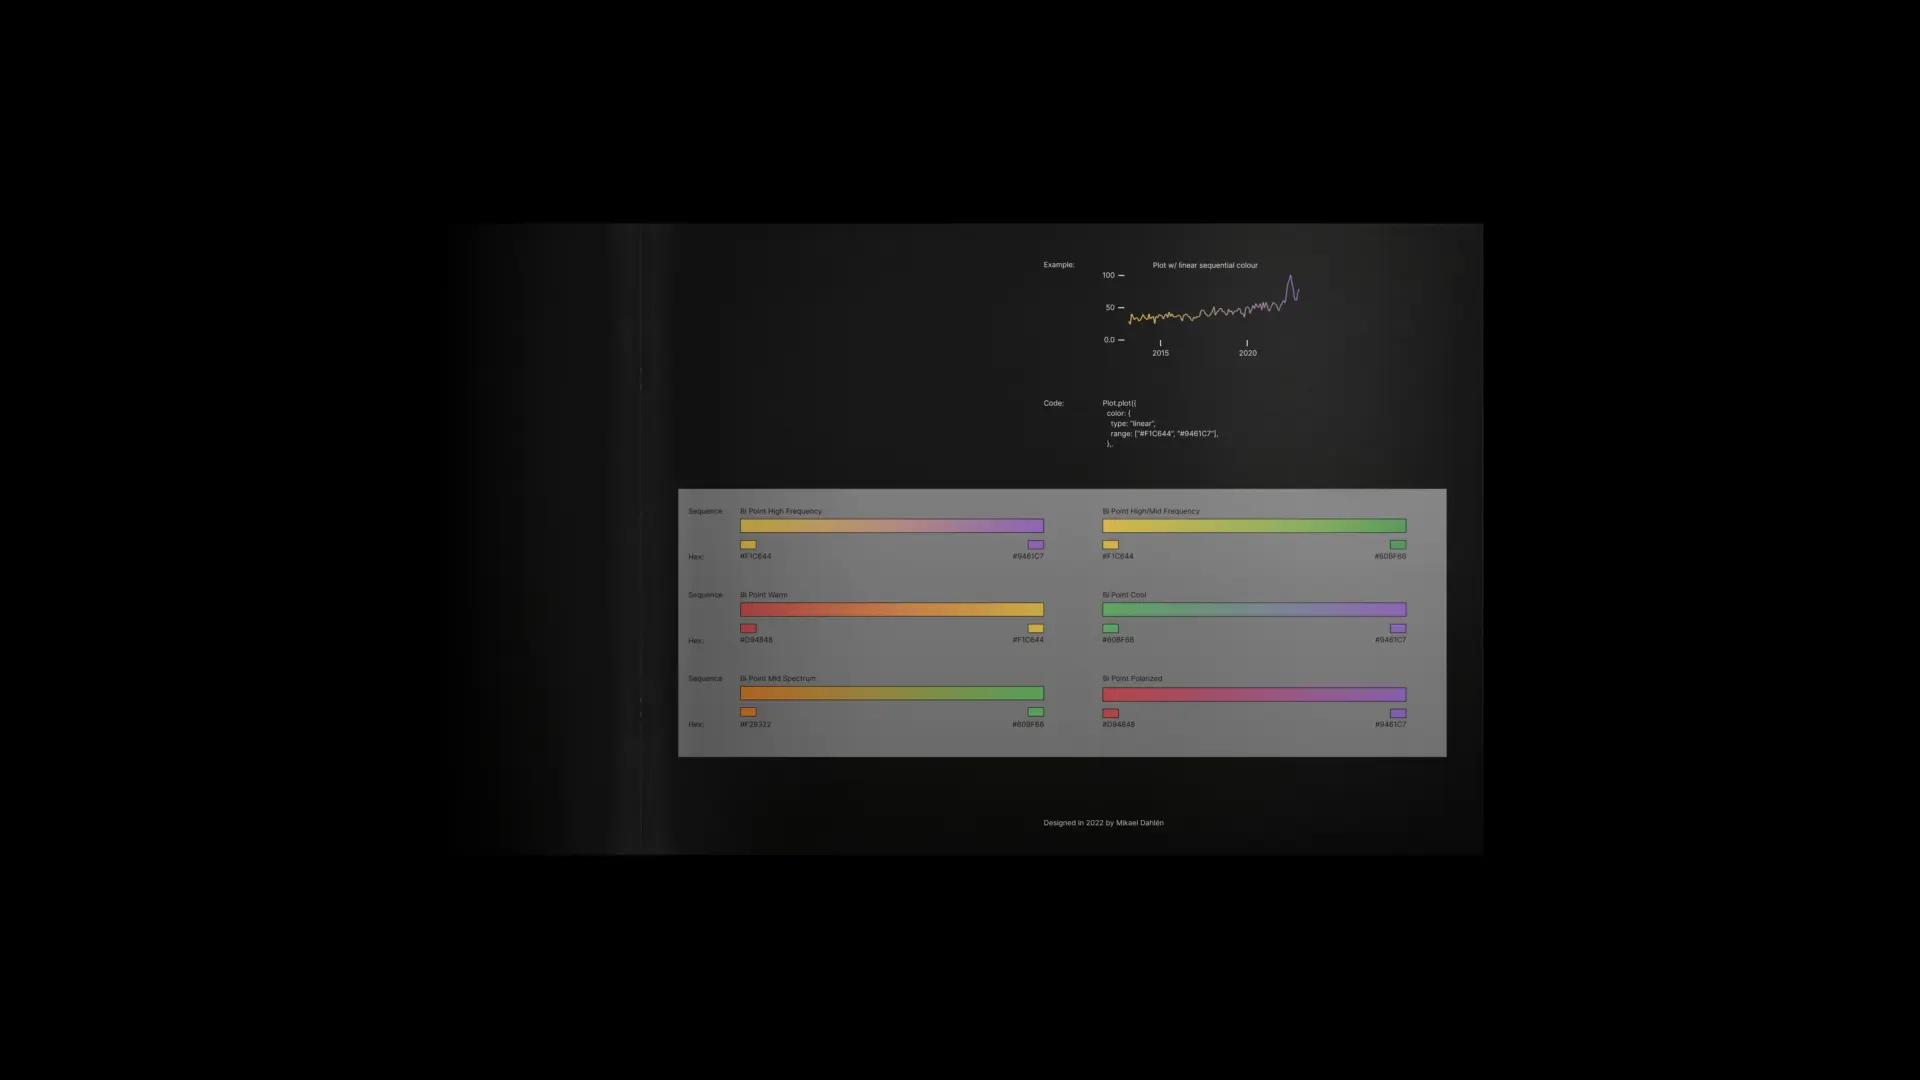 Example:
Plot w/ linear sequential colour
100
50
0.0
2015
2020
Code:
Plot.plot({
color: {
type: "linear",
range: ["#F1C644", "#9461C7"],
},.
Sequence
Bi Point High Frequency
Bi Point High/Mid Frequency
Hex:
#F1C644
#9461C7
#F1C644
#60BF68
Sequence
Bi Point Warm
Bi Point Cool
Hex:
#D94848
#F1C644
#60BF68
#9461C7
Sequence
Bi Point Mid Spectrum
Bi Point Polarized
Hex:
#F28322
#60BF68
#D94848
#9461C7
Designed in 2022 by Mikael Dahlén